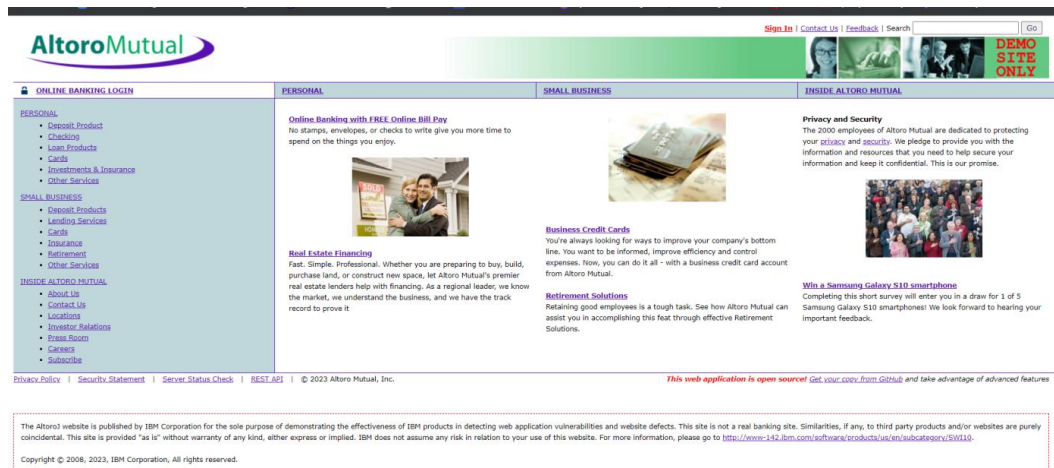 Sign In | Contact Us | Feedback | Search Go
AltoroMutual
DEMO
SITE
ONLY
ONLINE BANKING LOGIN
PERSONAL
SMALL BUSINESS
INSIDE ALTORO MUTUAL
PERSONAL
Deposit Product
Checking
Loan Products
Cards
Investments & Insurance
Other Services
SMALL BUSINESS
Deposit Products
Lending Services
Cards
Insurance
Retirement
Other Services
INSIDE ALTORO MUTUAL
About Us
Contact Us
Locations
Investor Relations
Press Room
Careers
Subscribe
Online Banking with FREE Online Bill Pay
No stamps, envelopes, or checks to write give you more time to
spend on the things you enjoy.
SOLD
Real Estate Financing
Fast. Simple. Professional. Whether you are preparing to buy, build,
purchase land, or construct new space, let Altoro Mutual's premier
real estate lenders help with financing. As a regional leader, we know
the market, we understand the business, and we have the track
record to prove it
Business Credit Cards
You're always looking for ways to improve your company's bottom
line. You want to be informed, improve efficiency and control
expenses. Now, you can do it all - with a business credit card account
from Altoro Mutual.
Retirement Solutions
Retaining good employees is a tough task. See how Altoro Mutual can
assist you in accomplishing this feat through effective Retirement
Solutions.
Privacy and Security
The 2000 employees of Altoro Mutual are dedicated to protecting
your privacy and security. We pledge to provide you with the
information and resources that you need to help secure your
information and keep it confidential. This is our promise.
Win a Samsung Galaxy S10 smartphone
Completing this short survey will enter you in a draw for 1 of 5
Samsung Galaxy S10 smartphones! We look forward to hearing your
important feedback.
Privacy Policy | Security Statement | Server Status Check | REST API | © 2023 Altoro Mutual, Inc.
This web application is open source! Get your copy from GitHub and take advantage of advanced features
The AltoroJ website is published by IBM Corporation for the sole purpose of demonstrating the effectiveness of IBM products in detecting web application vulnerabilities and website defects. This site is not a real banking site. Similarities, if any, to third party products and/or websites are purely
coincidental. This site is provided "as is" without warranty of any kind, either express or implied. IBM does not assume any risk in relation to your use of this website. For more information, please go to http://www-142.ibm.com/software/products/us/en/subcategory/SWI10.
Copyright © 2008, 2023, IBM Corporation, All rights reserved.